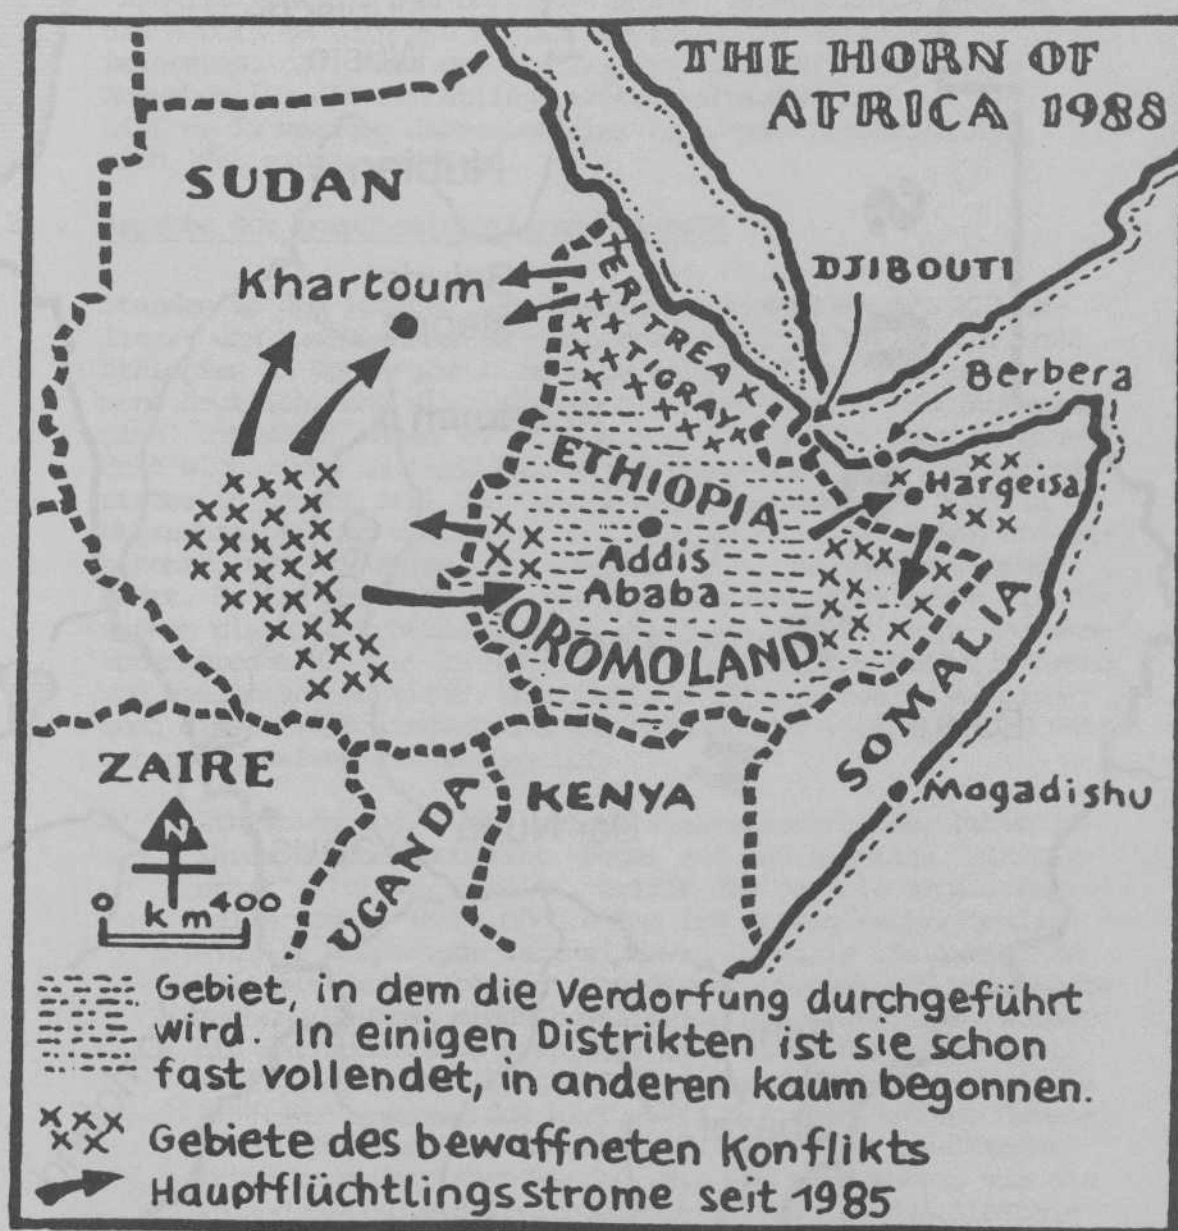 THE HORN OF
AFRICA 1988
SUDAN
Khartoum
ERITREA
TIGRAY
DJIBOUTI
Berbera
Hargeisa
ETHIOPIA
Addis
Ababa
OROMOLAND
SOMALIA
Mogadishu
ZAIRE
UGANDA
KENYA
N
0 km 400
Gebiet, in dem die Verdorfung durchgeführt
wird. In einigen Distrikten ist sie schon
fast vollendet, in anderen kaum begonnen.
Gebiete des bewaffneten Konflikts
Hauptflüchtlingsstrome seit 1985